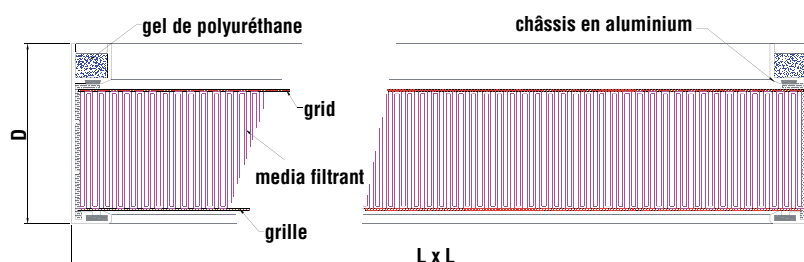 gel de polyuréthane
châssis en aluminium
grid
D
media filtrant
grille
L x L